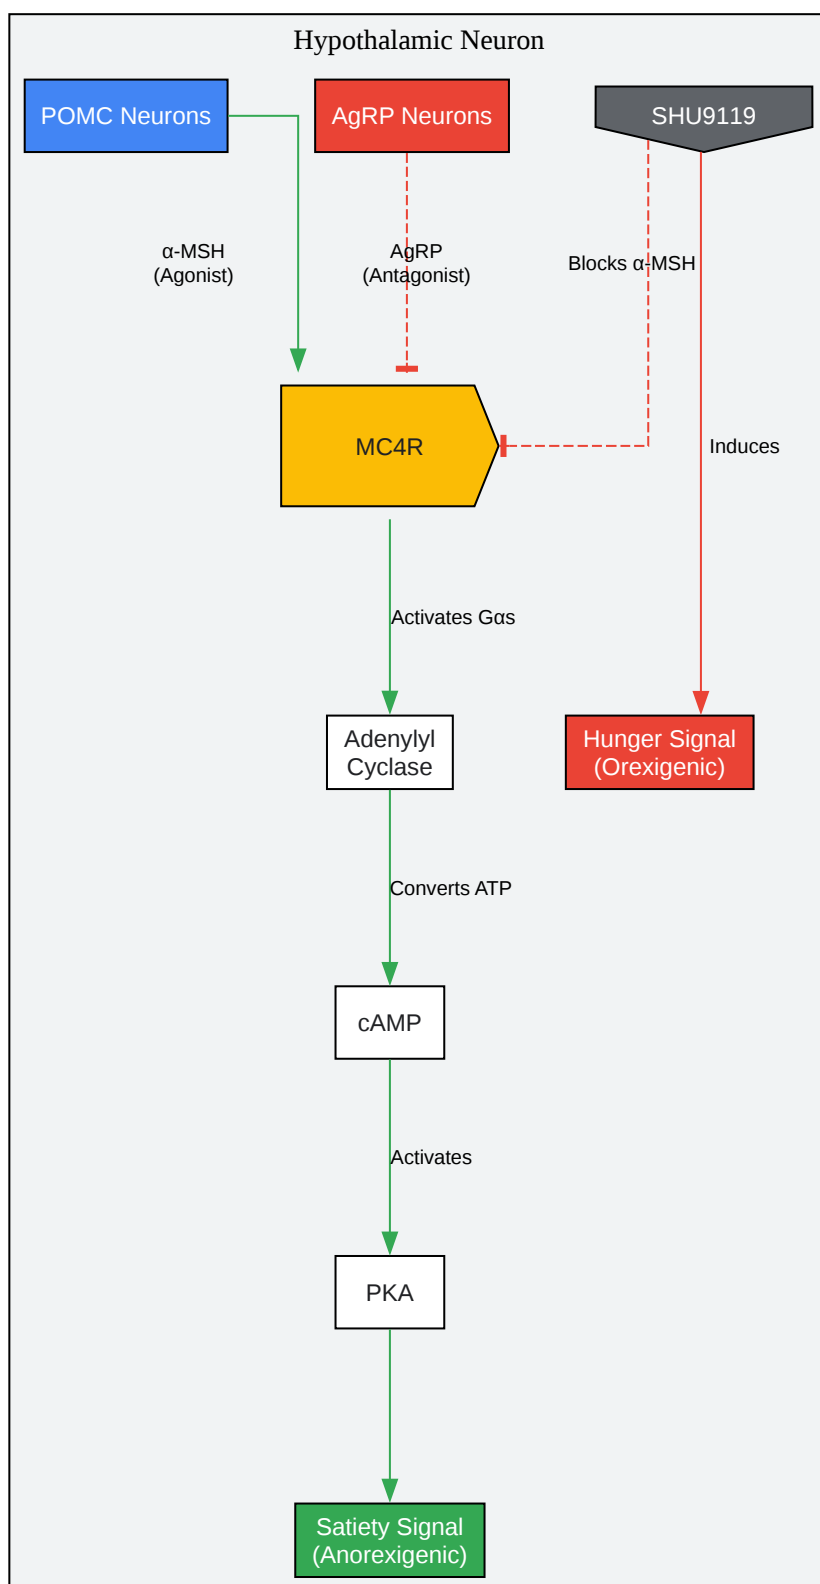 Hypothalamic Neuron
POMC Neurons
AgRP Neurons
SHU9119
α-MSH
(Agonist)
AgRP
(Antagonist)
Blocks α-MSH
MC4R
Induces
Activates Gαs
Adenylyl
Cyclase
Hunger Signal
(Orexigenic)
Converts ATP
cAMP
Activates
PKA
Satiety Signal
(Anorexigenic)